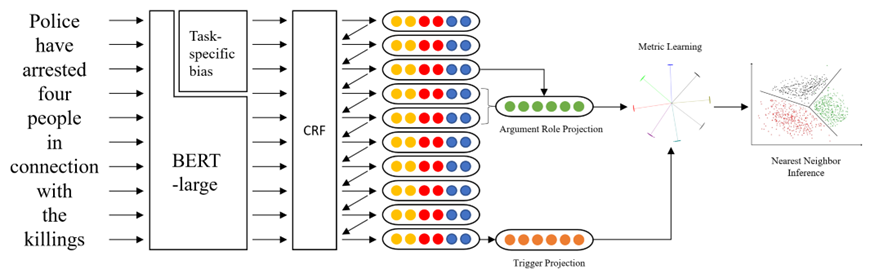 Police
have
arrested
four
people
in
connection
with
the
killings
Task-
specific
bias
BERT
-large
CRF
Argument Role Projection
Trigger Projection
Metric Learning
Nearest Neighbor
Inference